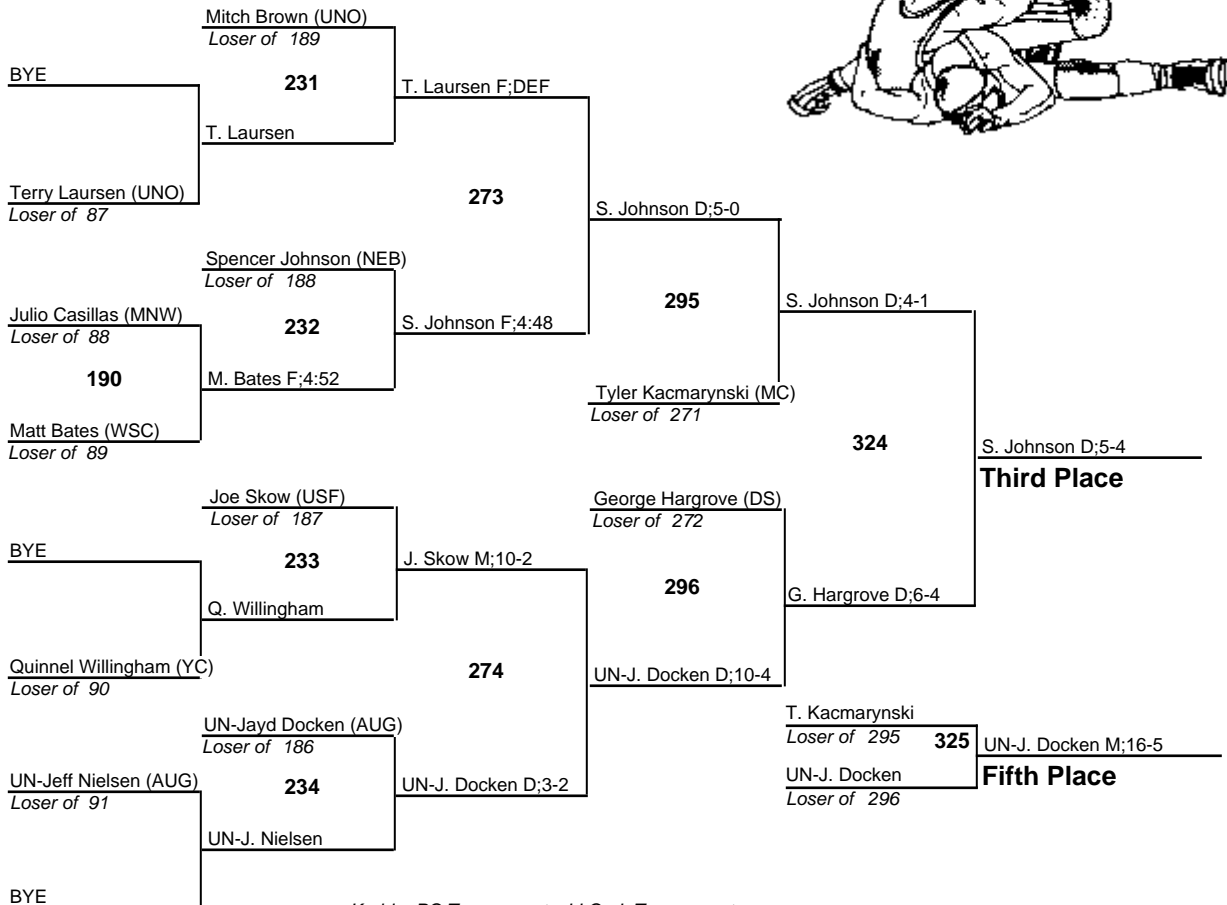 Mitch Brown (UNO)
Loser of 189
BYE
231
T. Laursen F;DEF
T. Laursen
Terry Laursen (UNO)
Loser of 87
273
S. Johnson D;5-0
Spencer Johnson (NEB)
Loser of 188
Julio Casillas (MNW)
Loser of 88
232
S. Johnson F;4:48
295
S. Johnson D;4-1
190
M. Bates F;4:52
Tyler Kacmarynski (MC)
Loser of 271
Matt Bates (WSC)
Loser of 89
324
S. Johnson D;5-4
Third Place
Joe Skow (USF)
Loser of 187
George Hargrove (DS)
Loser of 272
BYE
233
J. Skow M;10-2
296
G. Hargrove D;6-4
Q. Willingham
Quinnel Willingham (YC)
Loser of 90
274
UN-J. Docken D;10-4
UN-Jayd Docken (AUG)
Loser of 186
T. Kacmarynski
Loser of 295
325
UN-J. Docken M;16-5
Fifth Place
UN-J. Docken
Loser of 296
UN-Jeff Nielsen (AUG)
Loser of 91
234
UN-J. Docken D;3-2
UN-J. Nielsen
BYE